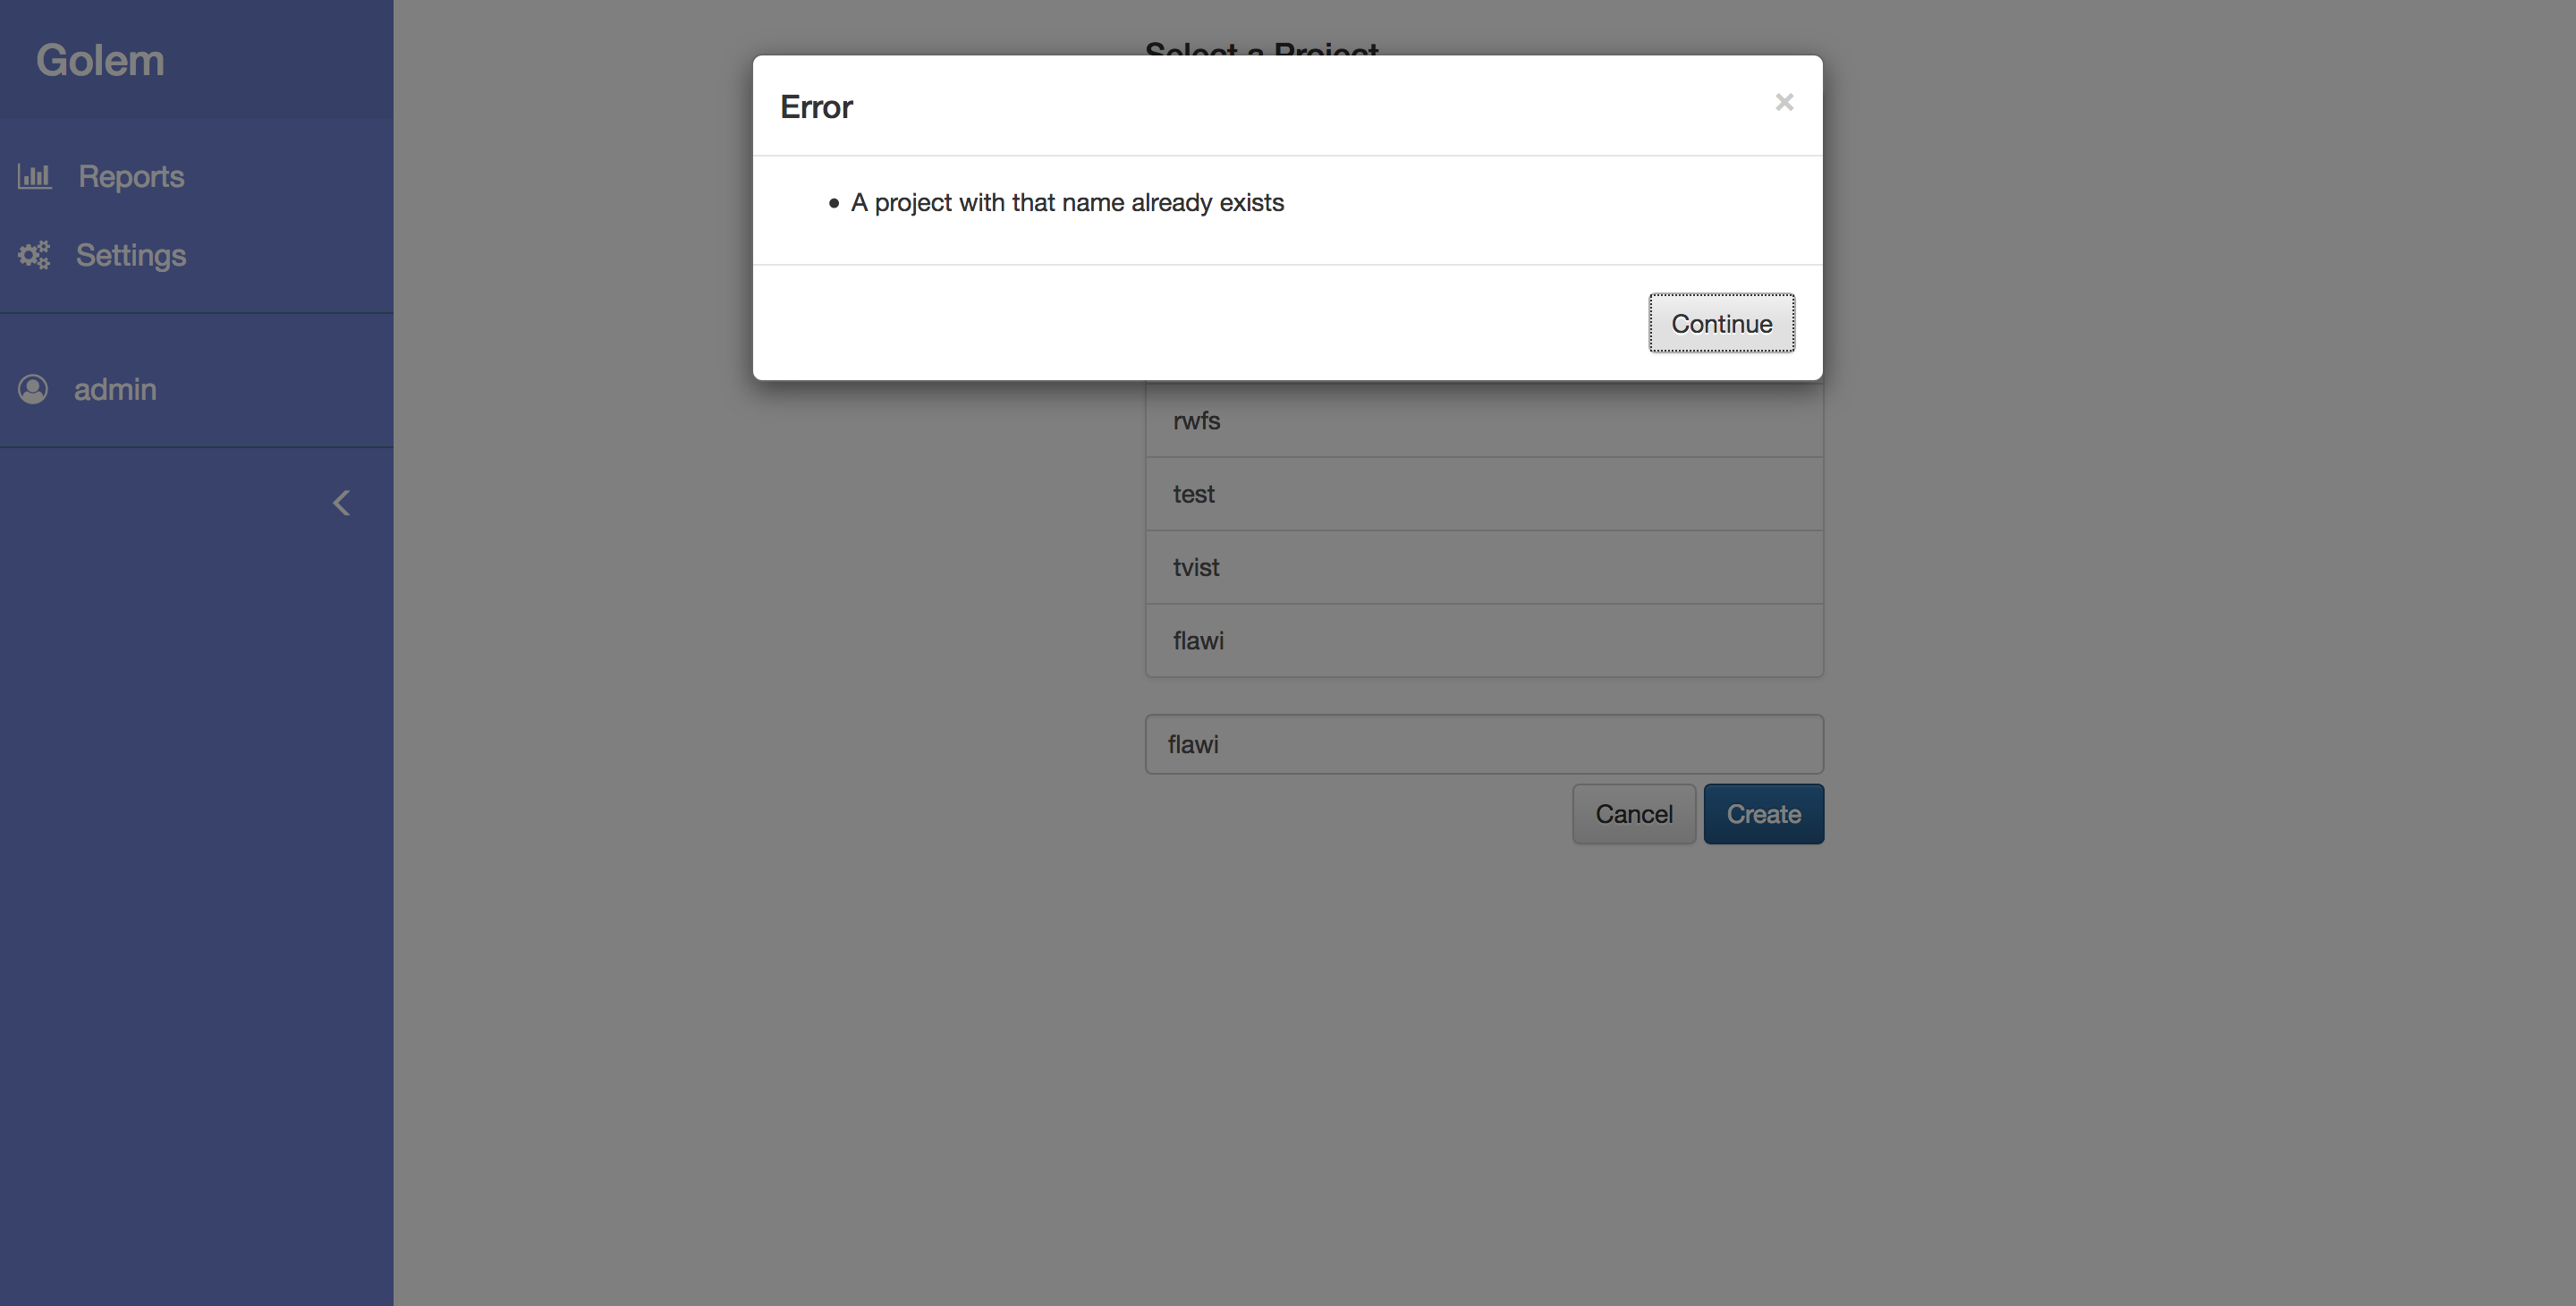 Golem
Reports
Settings
admin
Select a Project
Error
×
A project with that name already exists
Continue
rwfs
test
tvist
flawi
flawi
Cancel
Create